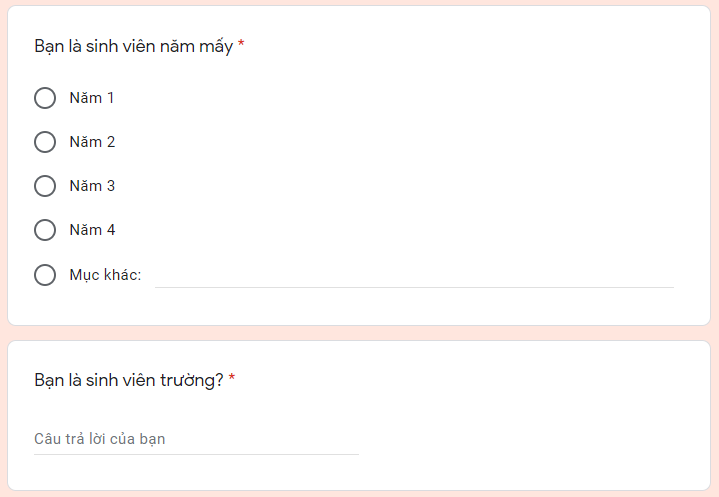 Bạn là sinh viên năm mấy *
Năm 1
Năm 2
Năm 3
Năm 4
Mục khác:
Bạn là sinh viên trường? *
Câu trả lời của bạn